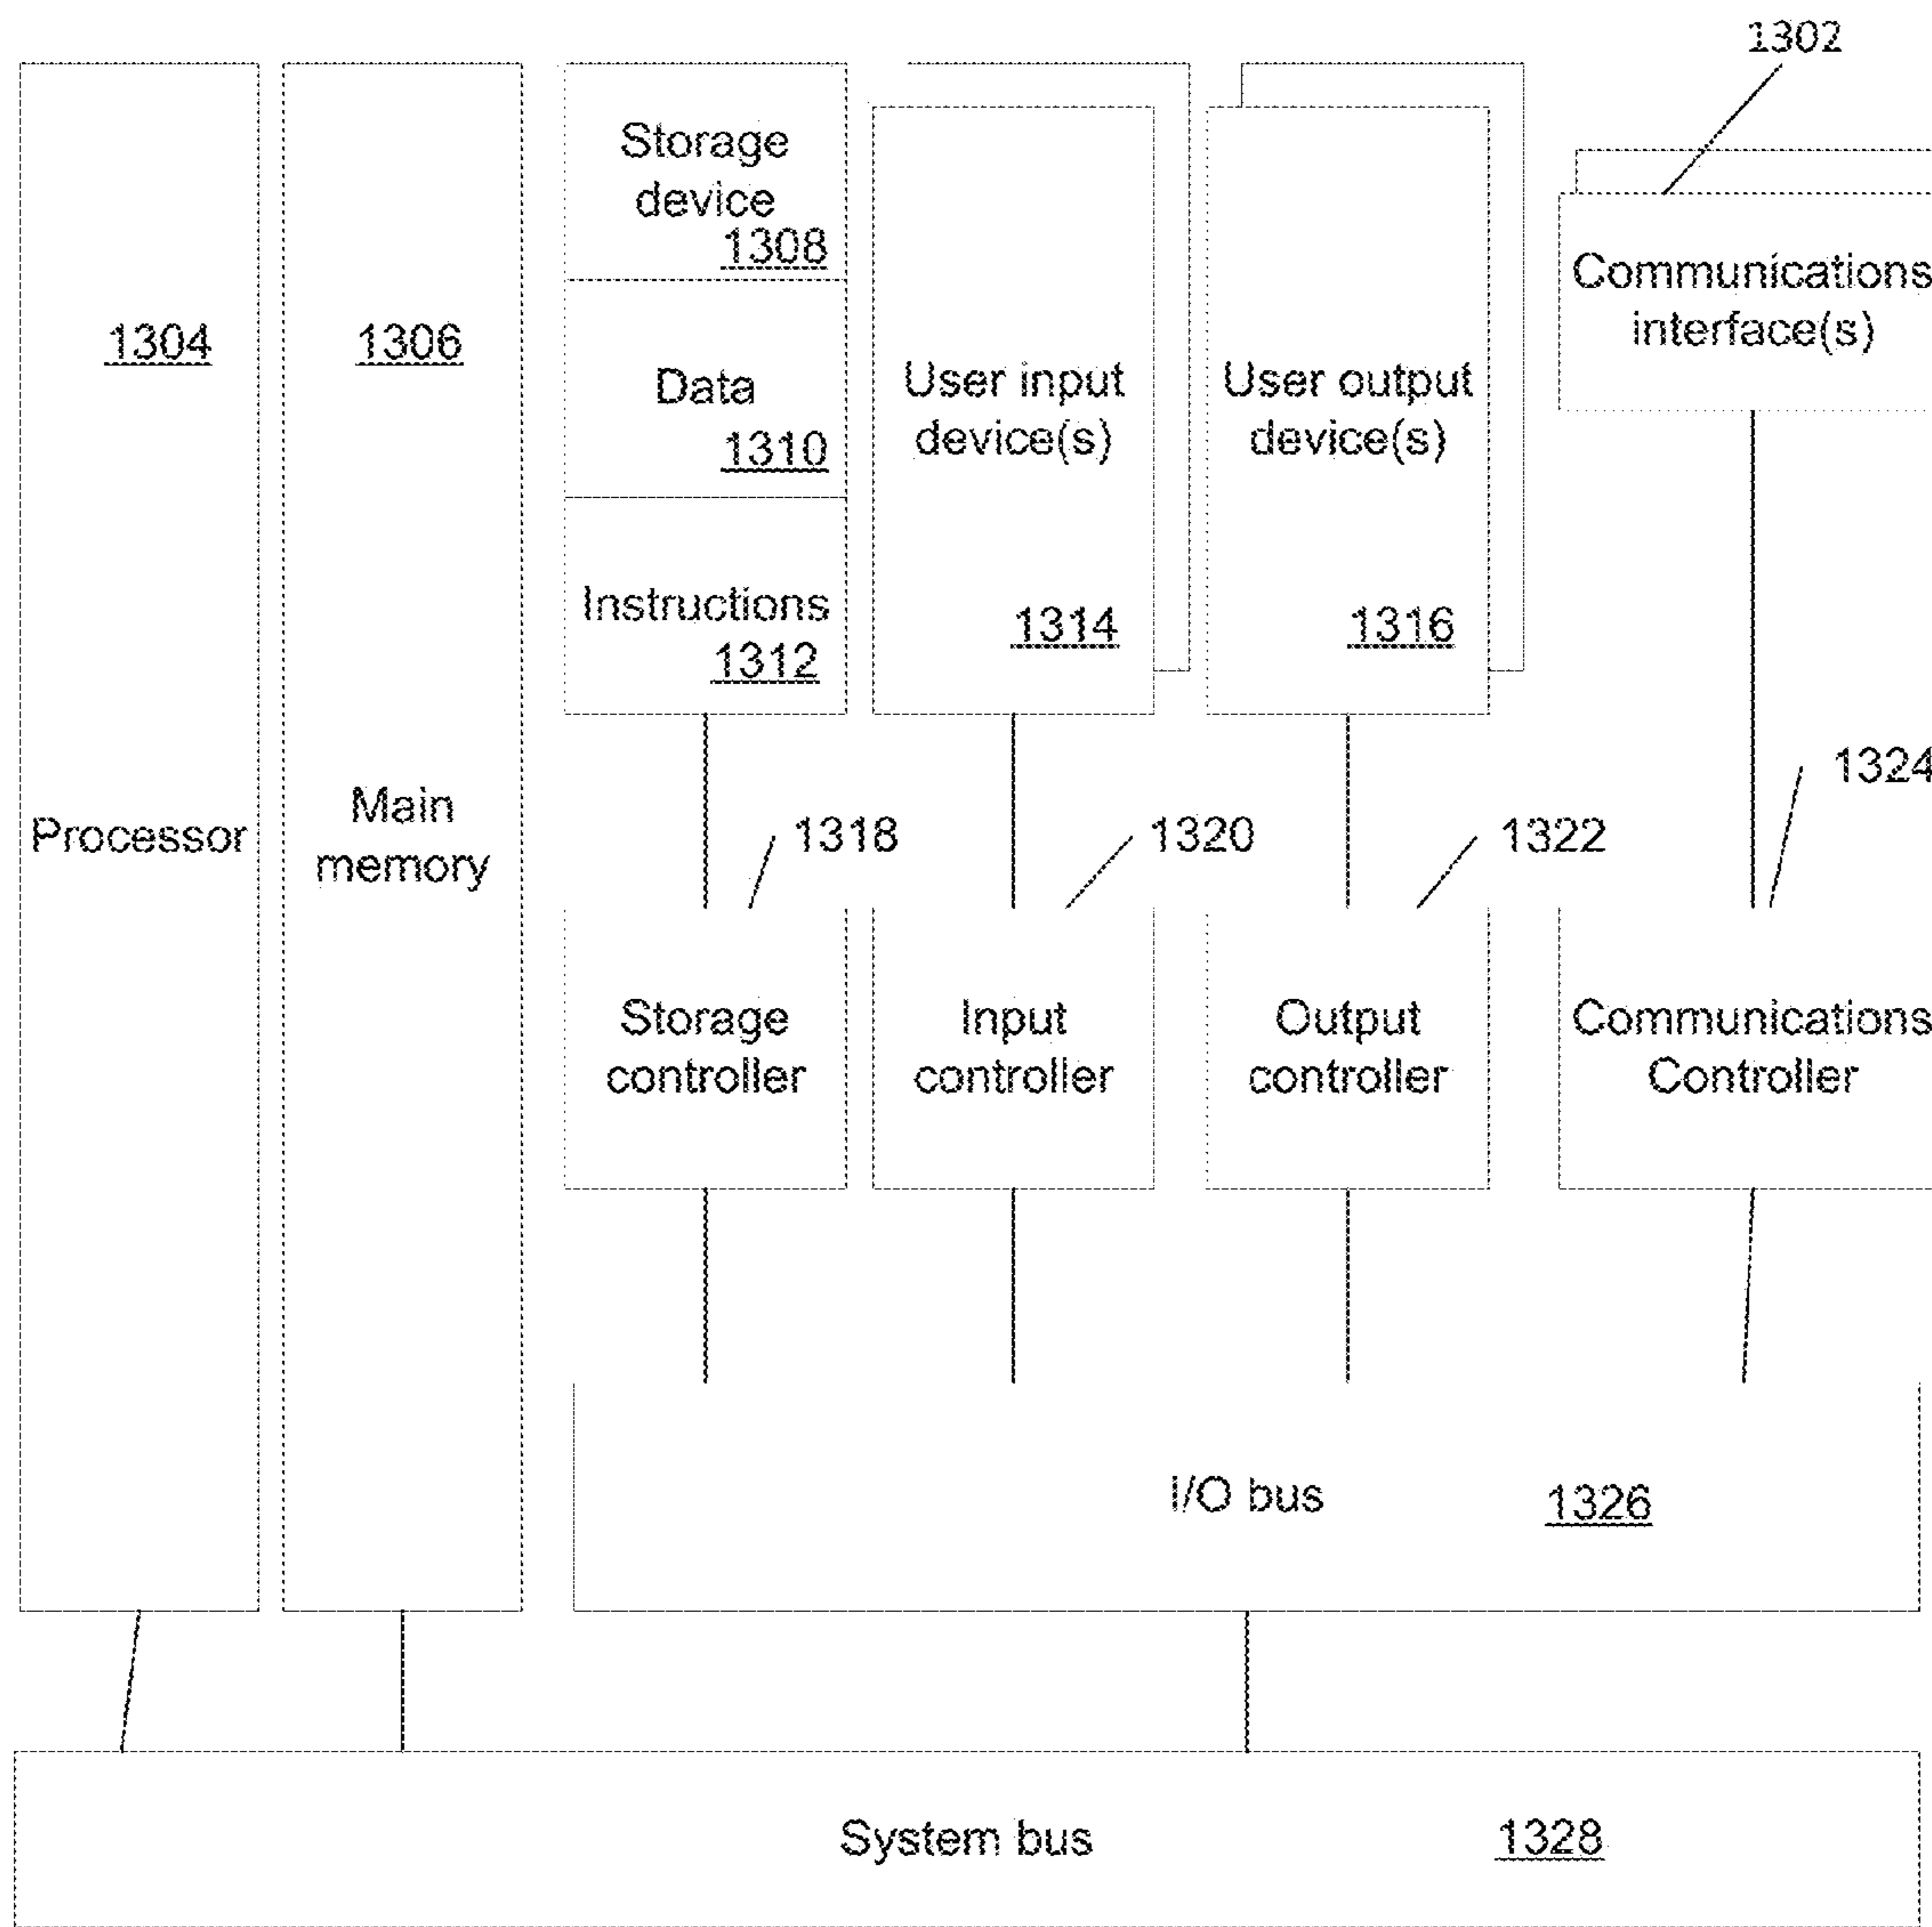 1302
1304
Processor
1306
Main
memory
Storage
device
1308
Data
1310
Instructions
1312
User input
device(s)
1314
User output
device(s)
1316
Communications
interface(s)
1318
1320
1322
1324
Storage
controller
Input
controller
Output
controller
Communications
Controller
I/O bus
1326
System bus
1328